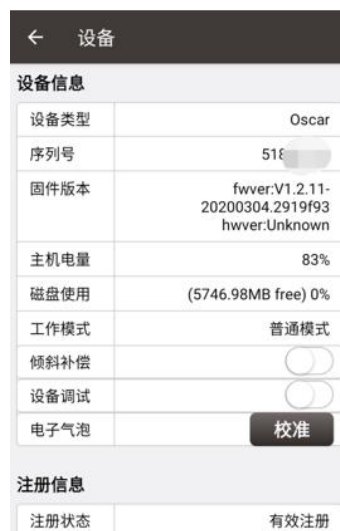 ← 设备
设备信息
设备类型 Oscar
序列号 518
固件版本 fwver:V1.2.11-
20200304.2919f93
hwver:Unknown
主机电量 83%
磁盘使用 (5746.98MB free) 0%
工作模式 普通模式
倾斜补偿
设备调试
电子气泡 校准
注册信息
注册状态 有效注册